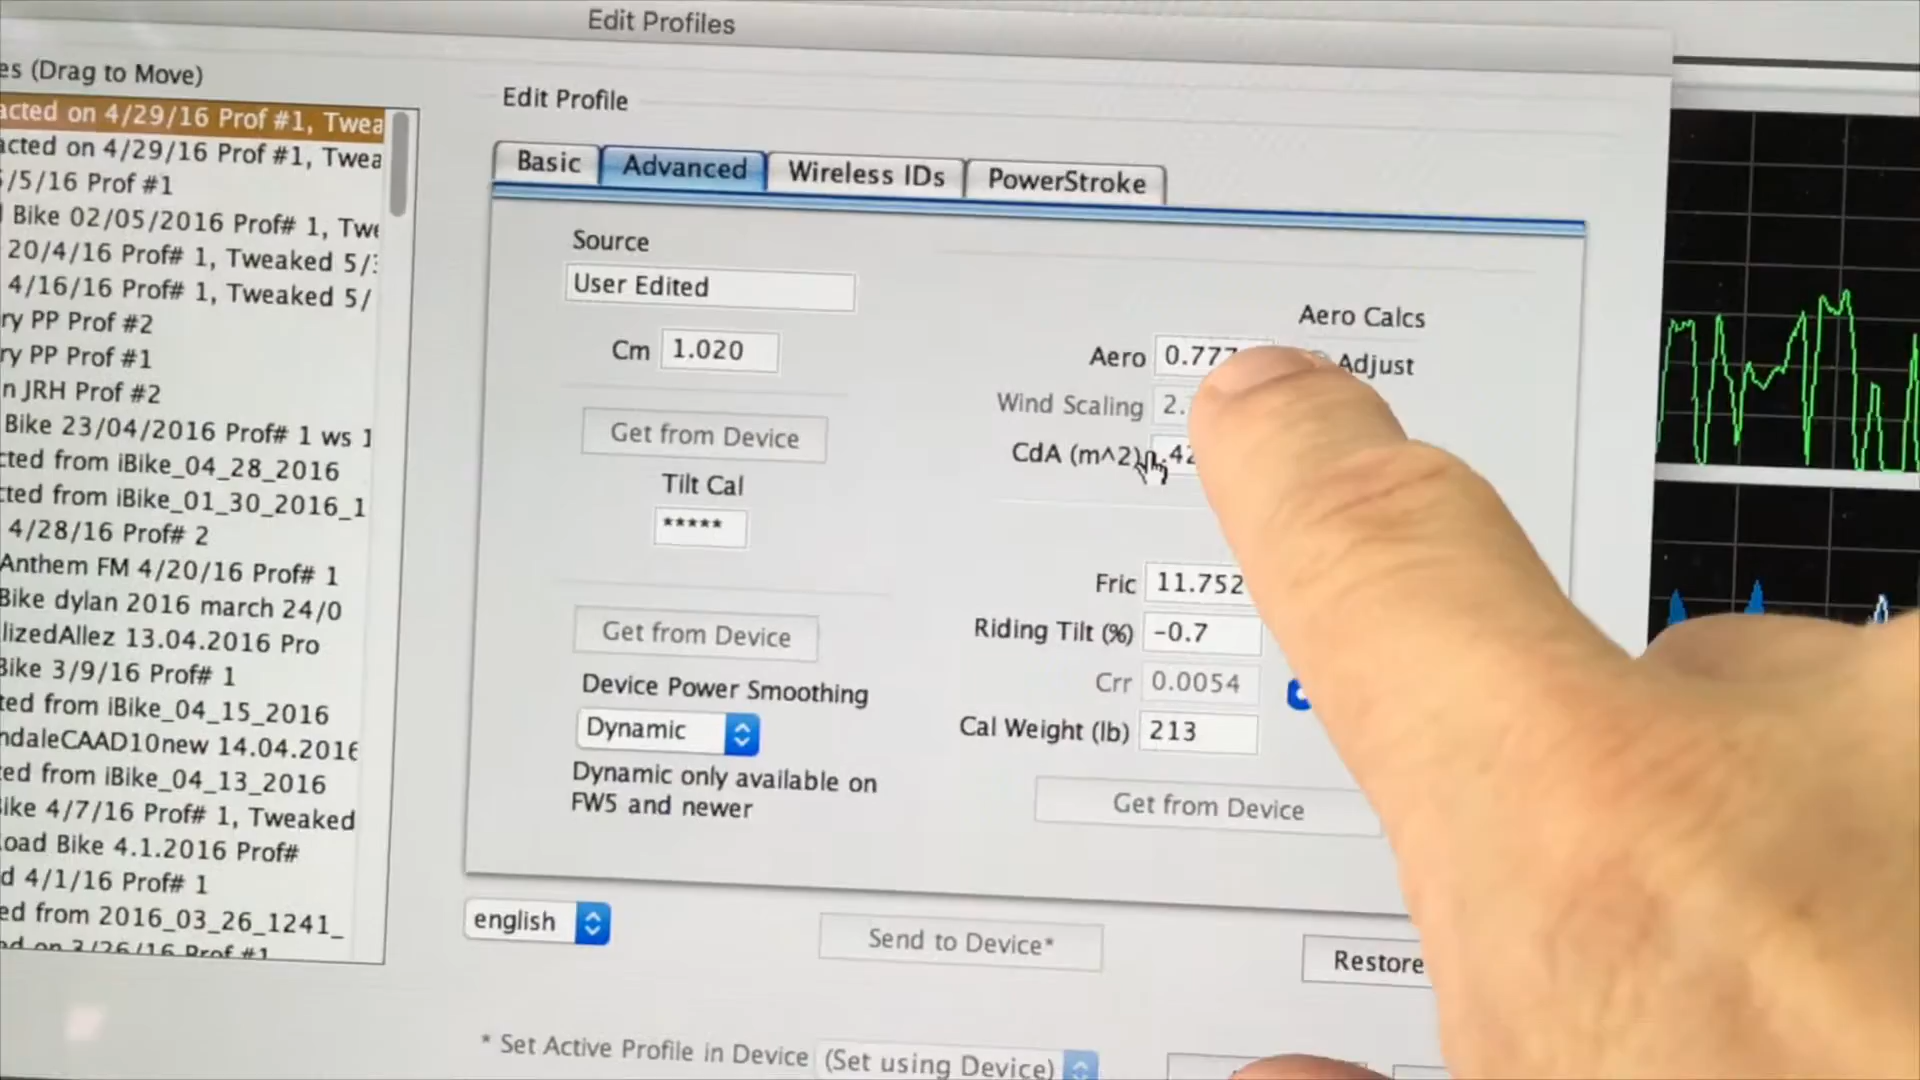 Edit Profiles
es (Drag to Move)
acted on 4/29/16 Prof #1, Twea
acted on 4/29/16 Prof #1, Twea
/5/16 Prof #1
Bike 02/05/2016 Prof# 1, Twe
20/4/16 Prof# 1, Tweaked 5/
4/16/16 Prof# 1, Tweaked 5/
ry PP Prof #2
ry PP Prof #1
n JRH Prof #2
Bike 23/04/2016 Prof# 1 ws 1
cted from iBike_04_28_2016
cted from iBike_01_30_2016_1
4/28/16 Prof# 2
Anthem FM 4/20/16 Prof# 1
Bike dylan 2016 march 24/0
lizedAllez 13.04.2016 Pro
Bike 3/9/16 Prof# 1
ted from iBike_04_15_2016
ndaleCAAD10new 14.04.2016
ted from iBike_04_13_2016
ike 4/7/16 Prof# 1, Tweaked
oad Bike 4.1.2016 Prof#
d 4/1/16 Prof# 1
ed from 2016_03_26_1241_
d on 3/26/16 Prof #1
Edit Profile
Basic
Advanced
Wireless IDs
PowerStroke
Source
User Edited
Cm 1.020
Get from Device
Tilt Cal
*****
Get from Device
Device Power Smoothing
Dynamic
Dynamic only available on
FW5 and newer
Aero Calcs
Aero 0.777 Adjust
Wind Scaling 2.
CdA (m^2) .42
Fric 11.752
Riding Tilt (%) -0.7
Crr 0.0054
Cal Weight (lb) 213
Get from Device
english
Send to Device*
Restore
* Set Active Profile in Device (Set using Device)